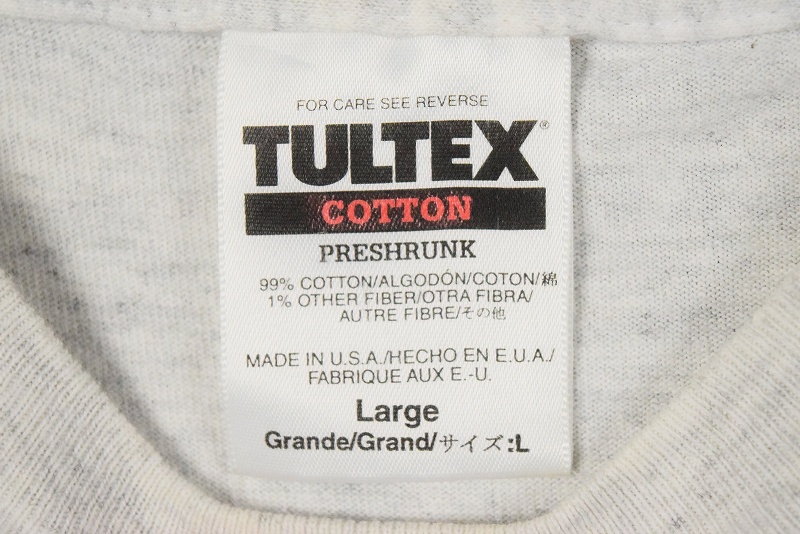 FOR CARE SEE REVERSE
TULTEX®
COTTON
PRESHRUNK
99% COTTON/ALGODÓN/COTON/綿
1% OTHER FIBER/OTRA FIBRA/
AUTRE FIBRE/その他
MADE IN U.S.A./HECHO EN E.U.A./
FABRIQUE AUX E.-U.
Large
Grande/Grand/サイズ:L